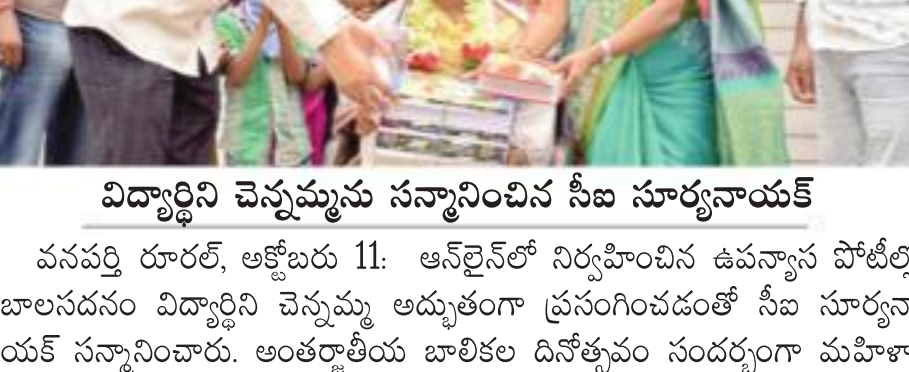 విద్యార్థిని చెన్నమ్మను సన్మానించిన సీఐ సూర్యనాయక్
వనపర్తి రూరల్, అక్టోబరు 11: ఆన్‌లైన్‌లో నిర్వహించిన ఉపన్యాస పోటీల్లో
బాలసదనం విద్యార్థిని చెన్నమ్మ అద్భుతంగా ప్రసంగించడంతో సీఐ సూర్యనా
యక్ సన్మానించారు. అంతర్జాతీయ బాలికల దినోత్సవం సందర్భంగా మహిళా